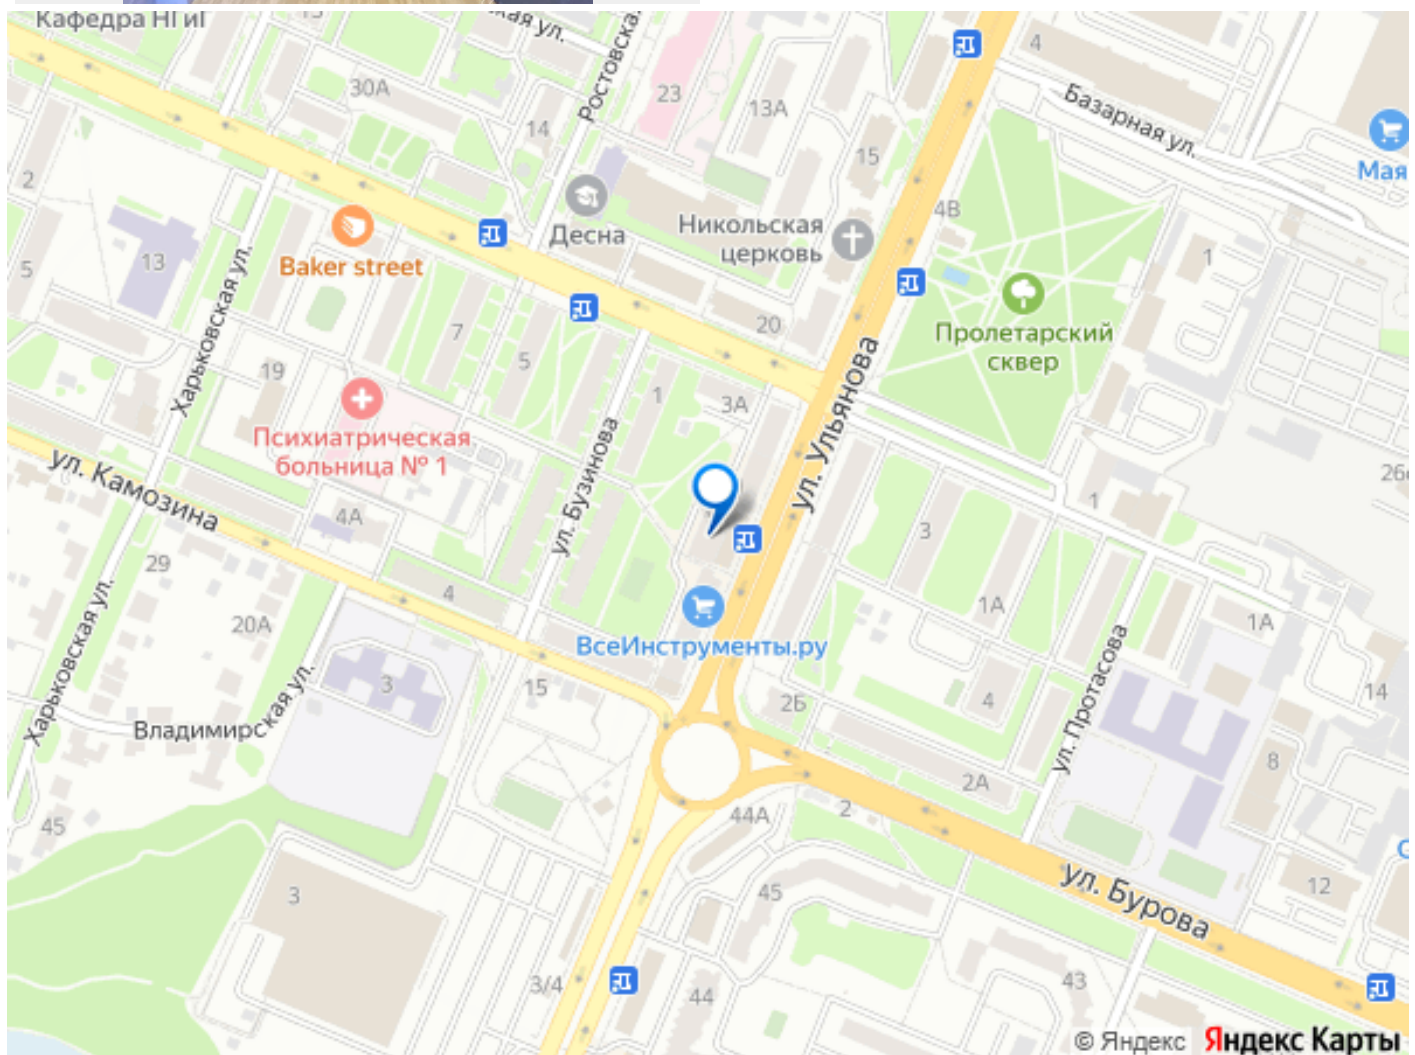 Кафедра НГиГ
ская ул.
Ростовска
30А
23
13А
4
Базарная ул.
14
15
Мая
2
Десна
Никольская
церковь
4В
13
Baker street
1
5
Харьковская ул.
7
5
20
Пролетарский
сквер
19
1
3А
ул. Ульянова
Психиатрическая
больница № 1
ул. Бузинова
ул. Камозина
4А
3
1
26
29
4
1А
1А
20А
ВсеИнструменты.ру
Харьковская ул.
3
15
2Б
4
ул. Протасова
14
Владимирская ул.
8
2А
45
44А
2
3
45
ул. Бурова
12
3/4
44
43
© Яндекс Яндекс Карты